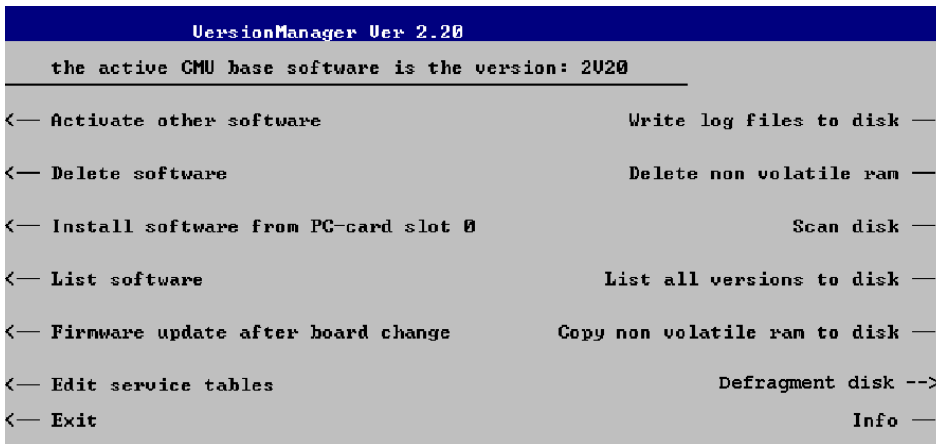 VersionManager Ver 2.20
the active CMU base software is the version: 2V20
<── Activate other software Write log files to disk ──
<── Delete software Delete non volatile ram ──
<── Install software from PC-card slot 0 Scan disk ──
<── List software List all versions to disk ──
<── Firmware update after board change Copy non volatile ram to disk ──
<── Edit service tables Defragment disk -->
<── Exit Info ──